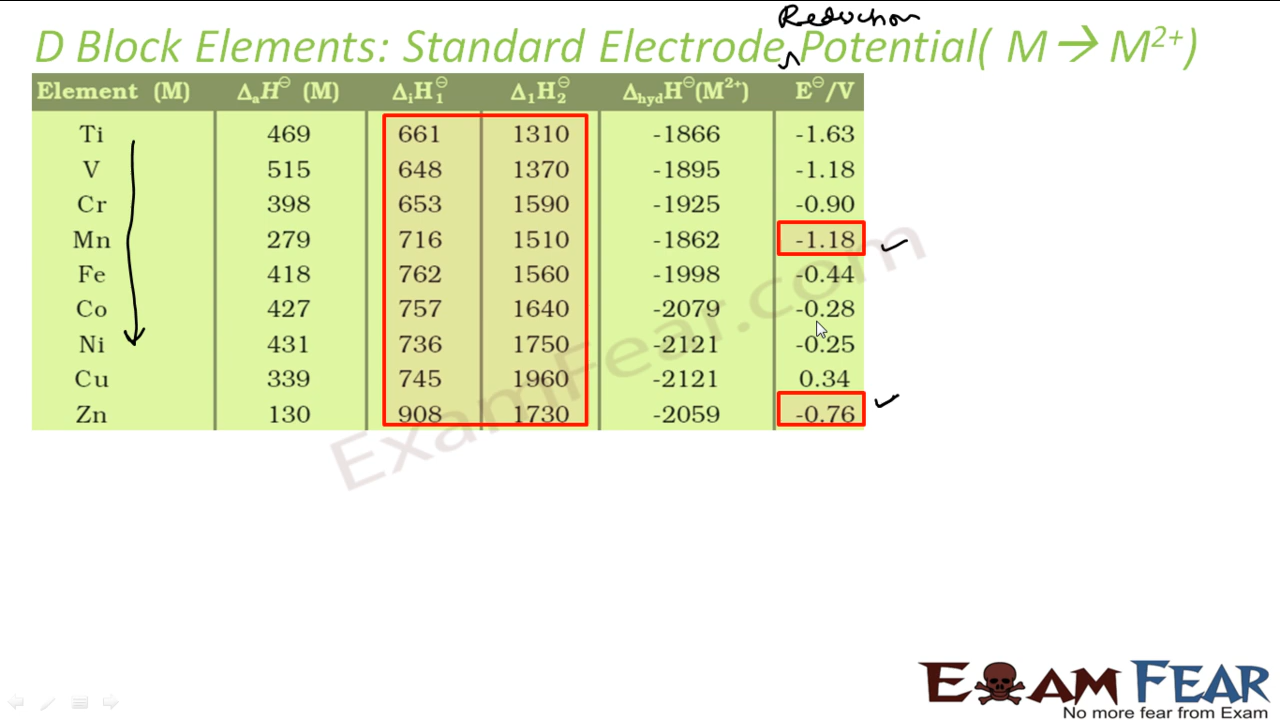 Reduction
D Block Elements: Standard Electrode Potential( M → M²⁺)
Element (M) ΔₐH⊖ (M) ΔᵢH₁⊖ Δ₁H₂⊖ ΔhydH⊖(M²⁺) E⊖/V
Ti 469 661 1310 -1866 -1.63
V 515 648 1370 -1895 -1.18
Cr 398 653 1590 -1925 -0.90
Mn 279 716 1510 -1862 -1.18
Fe 418 762 1560 -1998 -0.44
Co 427 757 1640 -2079 -0.28
Ni 431 736 1750 -2121 -0.25
Cu 339 745 1960 -2121 0.34
Zn 130 908 1730 -2059 -0.76
ExamFear.com
EXAM FEAR
No more fear from Exam